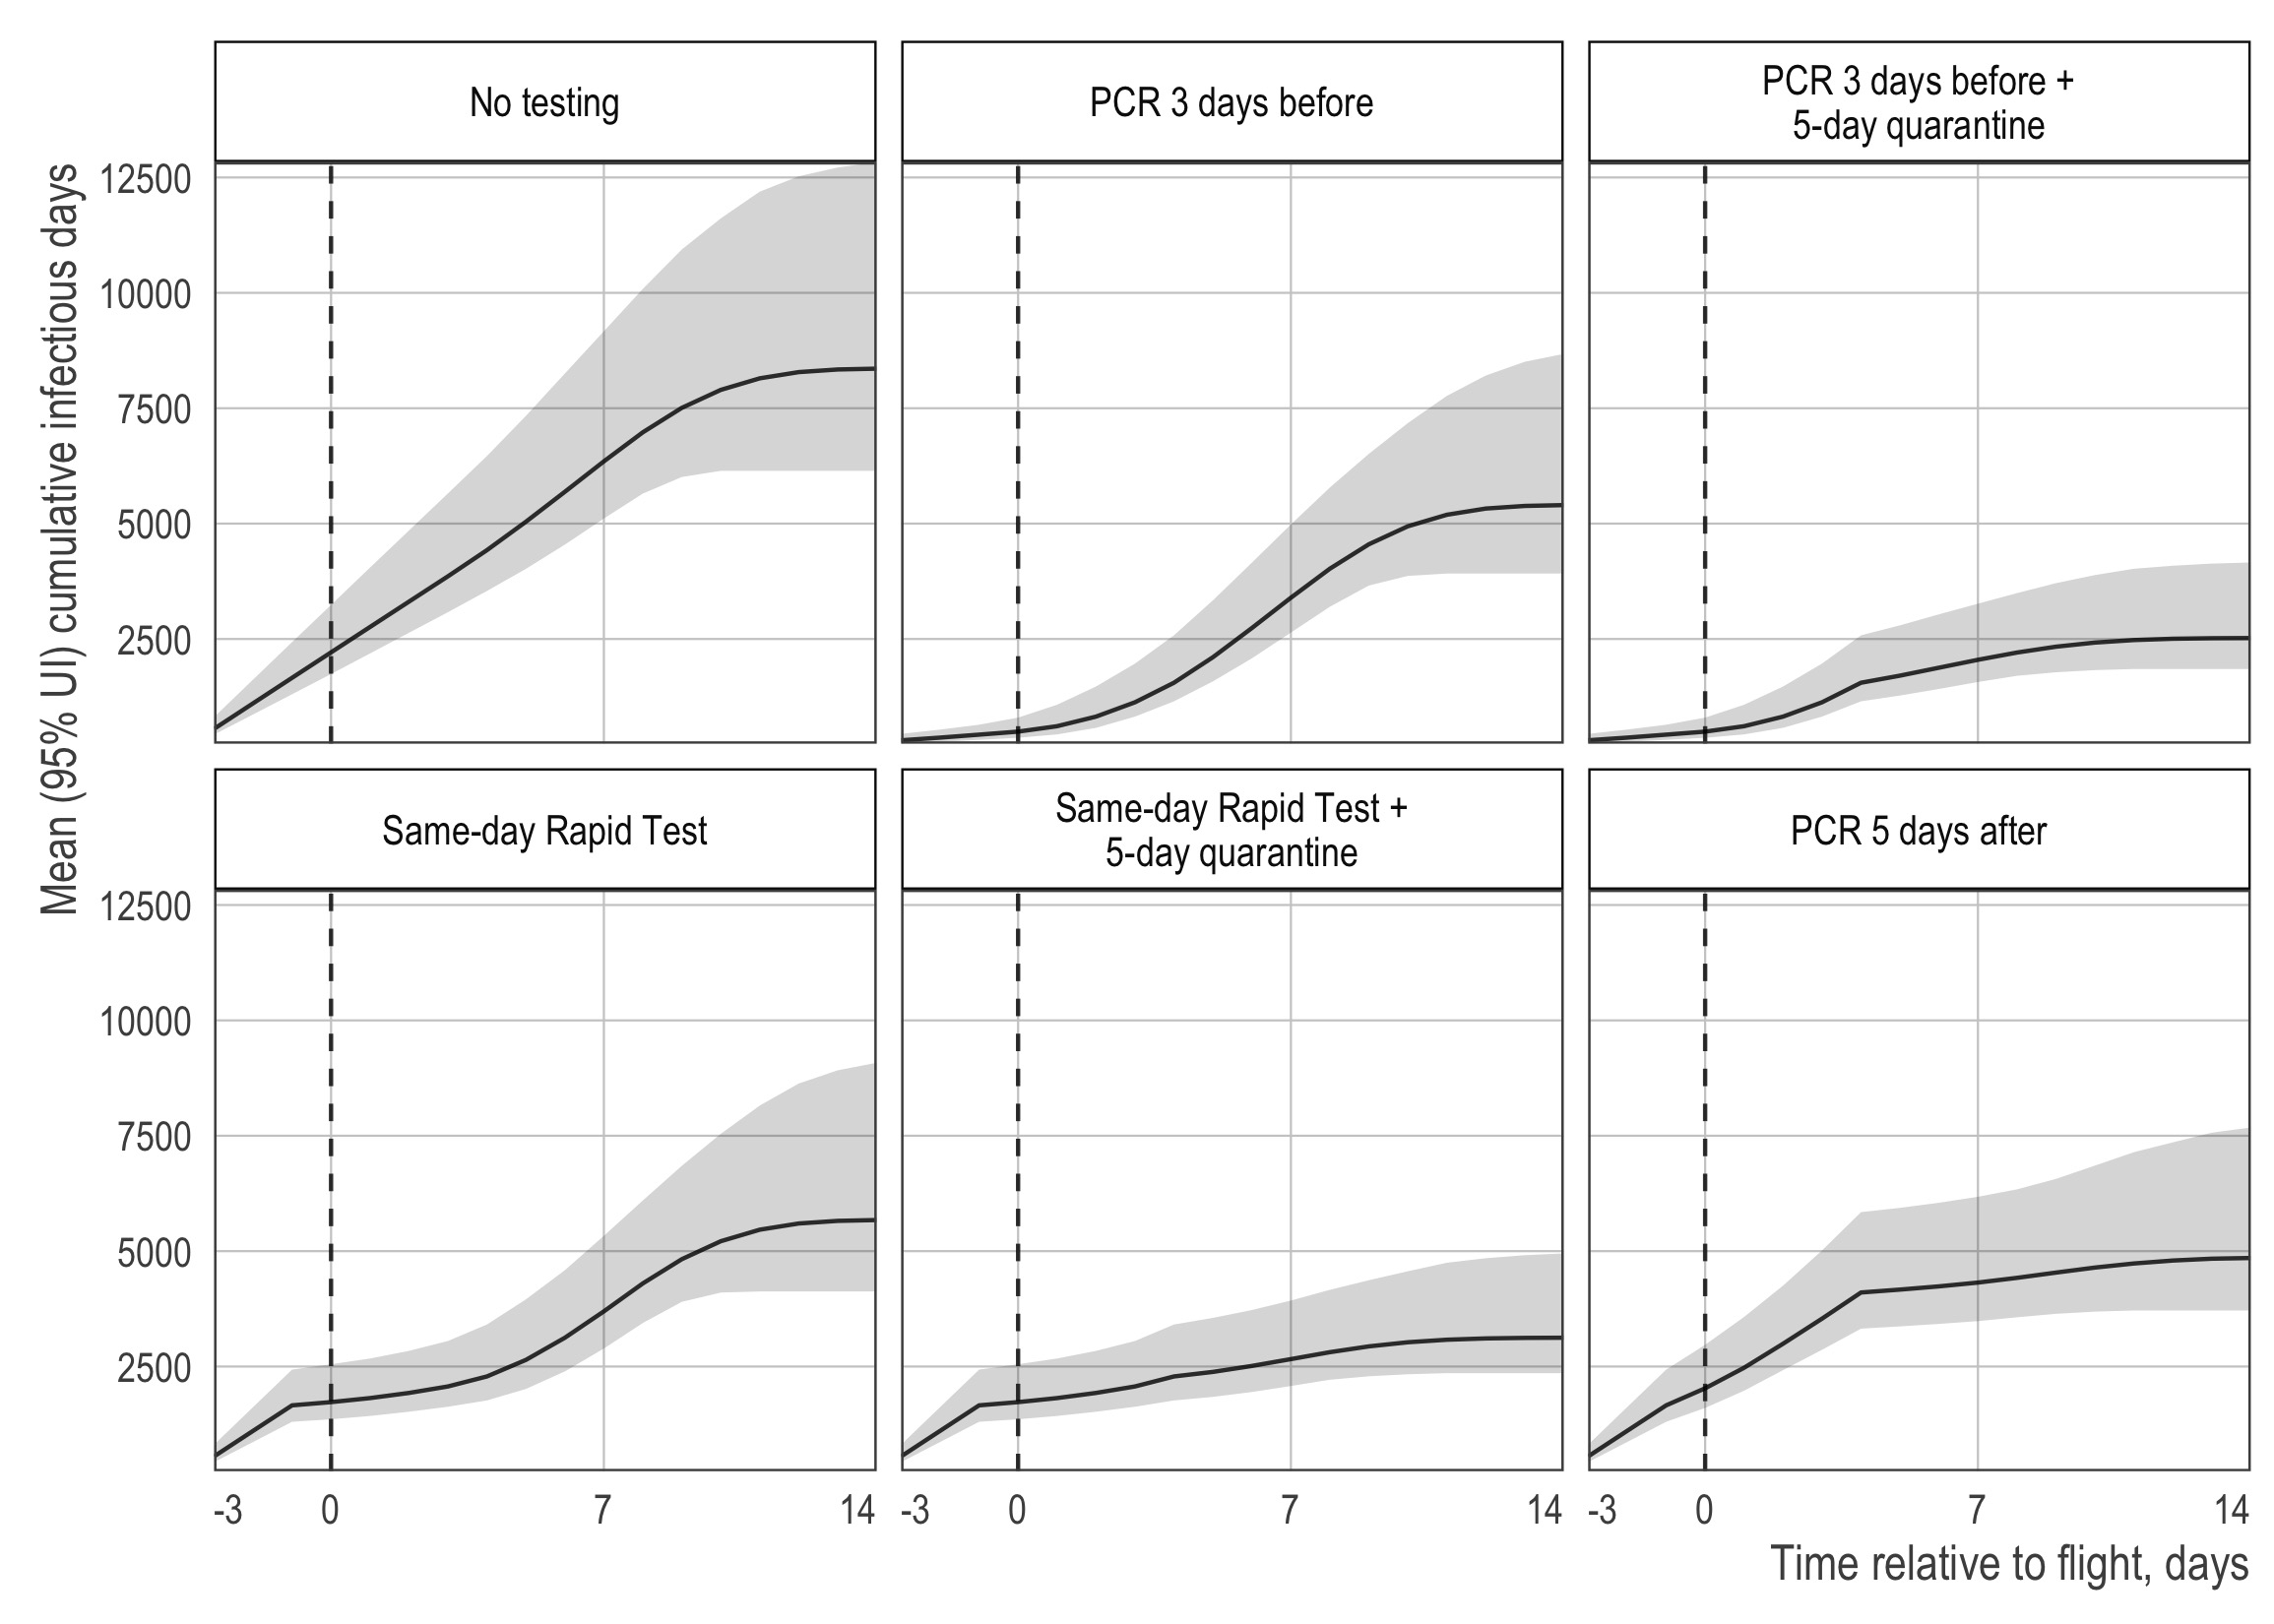 Mean (95% UI) cumulative infectious days
No testing
PCR 3 days before
PCR 3 days before +
5-day quarantine
12500
10000
7500
5000
2500
Same-day Rapid Test
Same-day Rapid Test +
5-day quarantine
PCR 5 days after
12500
10000
7500
5000
2500
-3 0 7 14
-3 0 7 14
-3 0 7 14
Time relative to flight, days